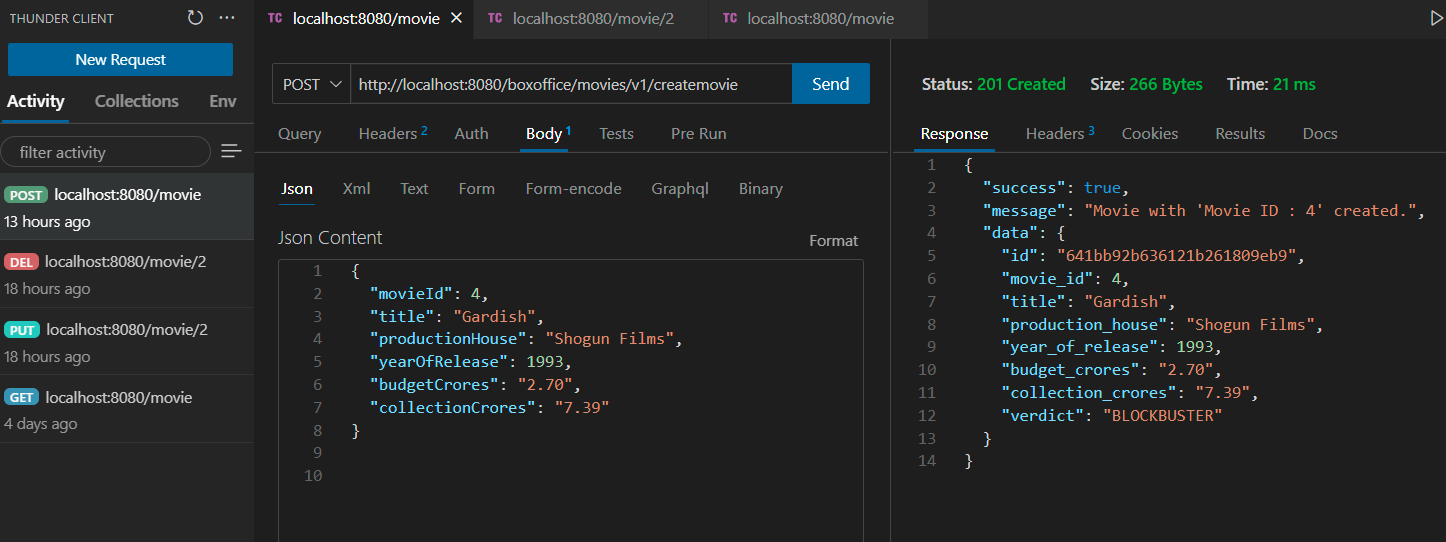 THUNDER CLIENT
New Request
Activity Collections Env
filter activity
POST localhost:8080/movie
13 hours ago
DEL localhost:8080/movie/2
18 hours ago
PUT localhost:8080/movie/2
18 hours ago
GET localhost:8080/movie
4 days ago
TC localhost:8080/movie TC localhost:8080/movie/2 TC localhost:8080/movie
POST http://localhost:8080/boxoffice/movies/v1/createmovie Send
Query Headers 2 Auth Body 1 Tests Pre Run
Json Xml Text Form Form-encode Graphql Binary
Json Content Format
1 {
2 "movieId": 4,
3 "title": "Gardish",
4 "productionHouse": "Shogun Films",
5 "yearOfRelease": 1993,
6 "budgetCrores": "2.70",
7 "collectionCrores": "7.39"
8 }
9
10
Status: 201 Created Size: 266 Bytes Time: 21 ms
Response Headers 3 Cookies Results Docs
1 {
2 "success": true,
3 "message": "Movie with 'Movie ID : 4' created.",
4 "data": {
5 "id": "641bb92b636121b261809eb9",
6 "movie_id": 4,
7 "title": "Gardish",
8 "production_house": "Shogun Films",
9 "year_of_release": 1993,
10 "budget_crores": "2.70",
11 "collection_crores": "7.39",
12 "verdict": "BLOCKBUSTER"
13 }
14 }